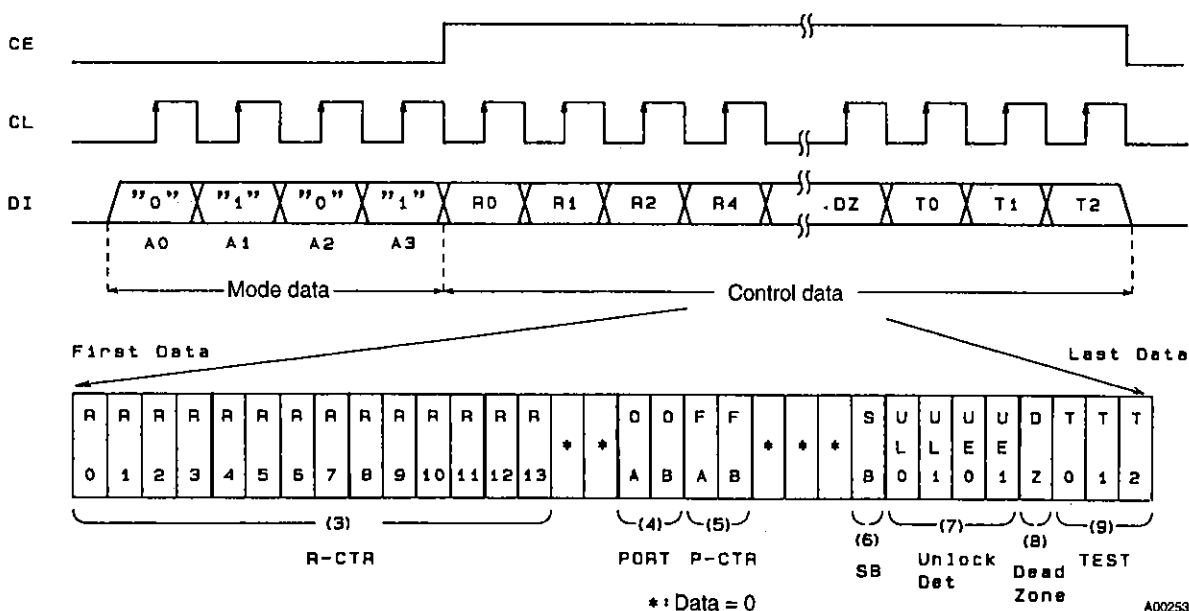 CE
CL
DI "0" "1" "0" "1" R0 R1 R2 R4 .DZ T0 T1 T2
A0 A1 A2 A3
Mode data Control data
First Data Last Data
R R R R R R R R R R R R R R * * O O F F * * * S U U U U D T T T
L L E E
0 1 2 3 4 5 6 7 8 9 10 11 12 13 A B A B B 0 1 0 1 Z 0 1 2
(3) (4) (5) (6) (7) (8) (9)
R-CTR PORT P-CTR SB Unlock Det Dead Zone TEST
*: Data = 0
A00253